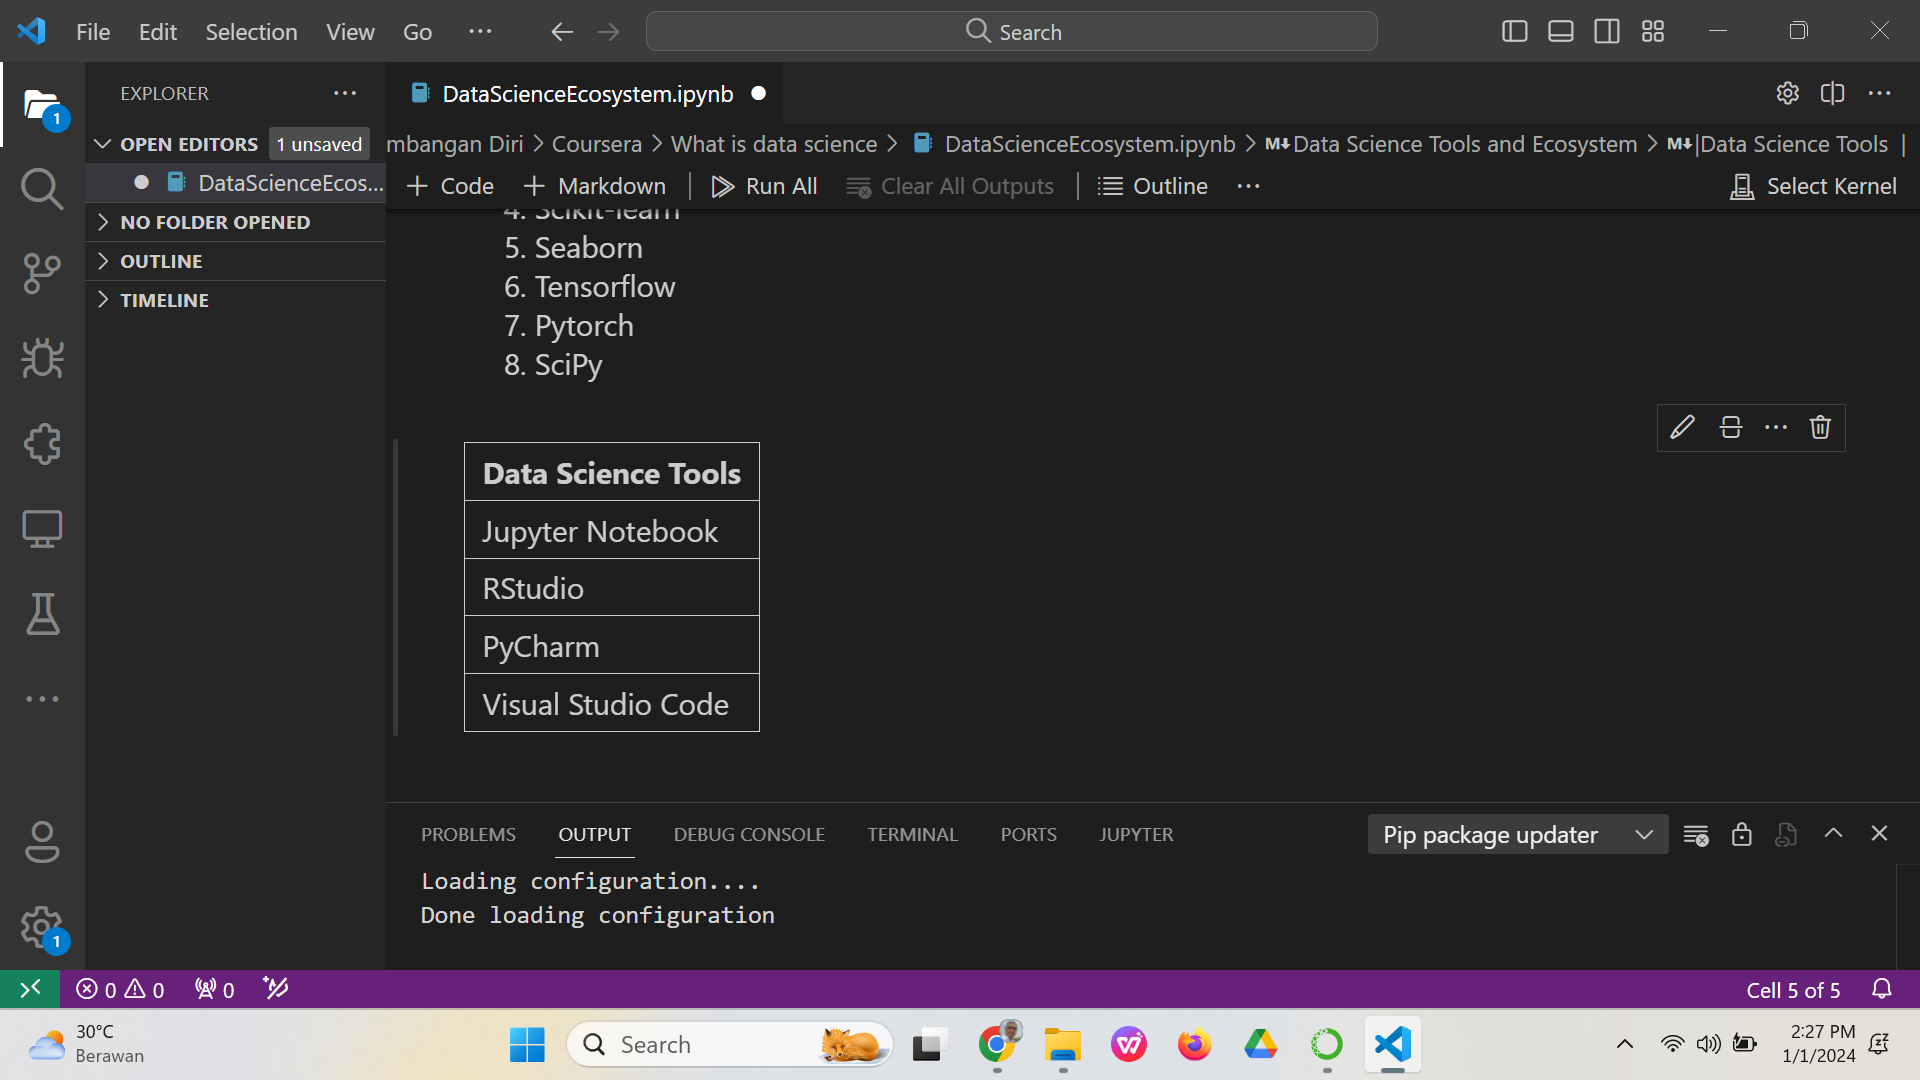 File Edit Selection View Go ... Search
EXPLORER ...
OPEN EDITORS 1 unsaved
DataScienceEcos...
NO FOLDER OPENED
OUTLINE
TIMELINE
1
DataScienceEcosystem.ipynb
mbangan Diri > Coursera > What is data science > DataScienceEcosystem.ipynb > M↓Data Science Tools and Ecosystem > M↓|Data Science Tools |
+ Code + Markdown | Run All Clear All Outputs | Outline ... Select Kernel
4. Scikit-learn
5. Seaborn
6. Tensorflow
7. Pytorch
8. SciPy
Data Science Tools
Jupyter Notebook
RStudio
PyCharm
Visual Studio Code
PROBLEMS OUTPUT DEBUG CONSOLE TERMINAL PORTS JUPYTER Pip package updater
Loading configuration....
Done loading configuration
1
0 0 0 Cell 5 of 5
30°C
Berawan
Search
2:27 PM
1/1/2024